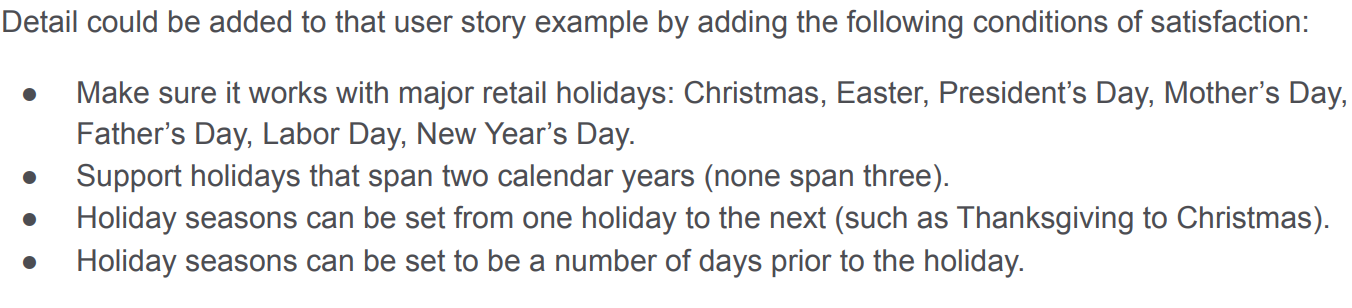 Detail could be added to that user story example by adding the following conditions of satisfaction:
● Make sure it works with major retail holidays: Christmas, Easter, President’s Day, Mother’s Day,
Father’s Day, Labor Day, New Year’s Day.
● Support holidays that span two calendar years (none span three).
● Holiday seasons can be set from one holiday to the next (such as Thanksgiving to Christmas).
● Holiday seasons can be set to be a number of days prior to the holiday.